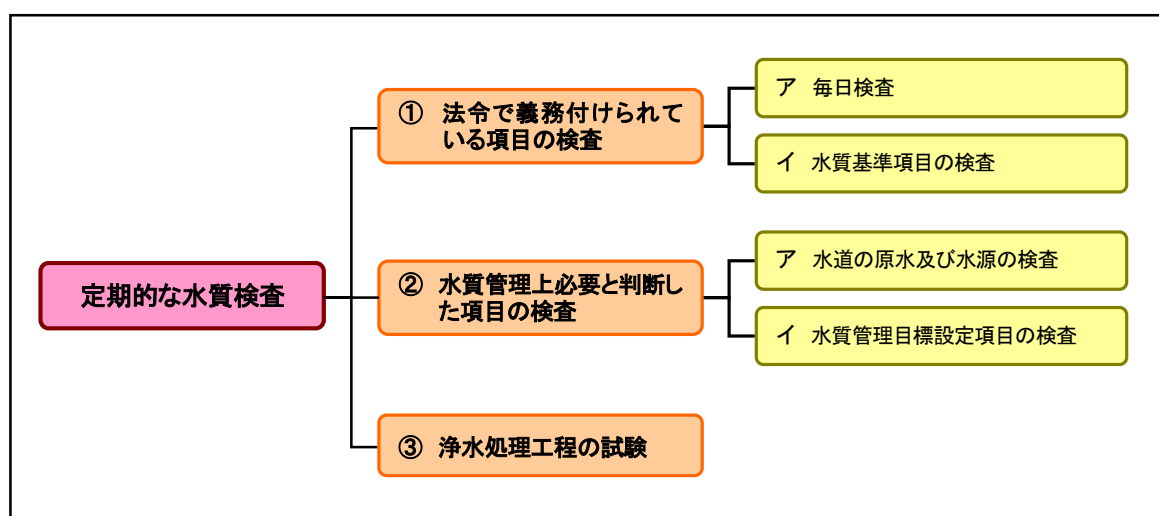 定期的な水質検査
① 法令で義務付けられて
いる項目の検査
ア 毎日検査
イ 水質基準項目の検査
② 水質管理上必要と判断し
た項目の検査
ア 水道の原水及び水源の検査
イ 水質管理目標設定項目の検査
③ 浄水処理工程の試験